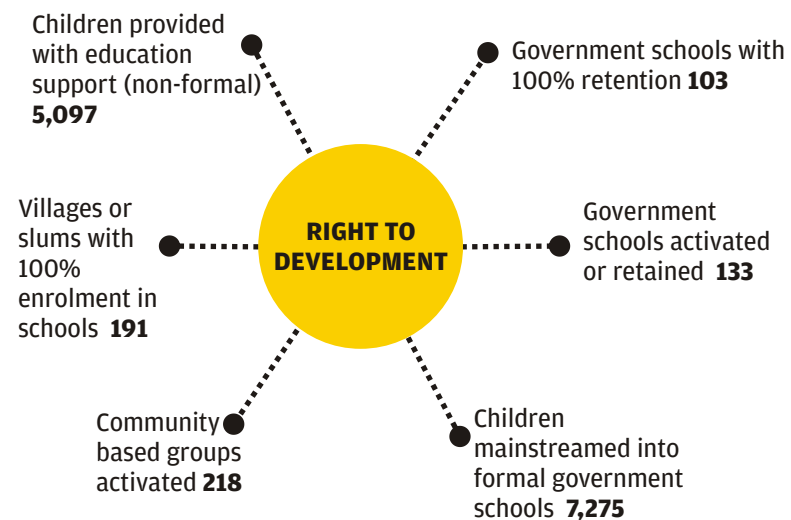 Children provided
with education
support (non-formal)
5,097
Government schools with
100% retention 103
Villages or
slums with
100%
enrolment in
schools 191
RIGHT TO
DEVELOPMENT
Government
schools activated
or retained 133
Community
based groups
activated 218
Children
mainstreamed into
formal government
schools 7,275